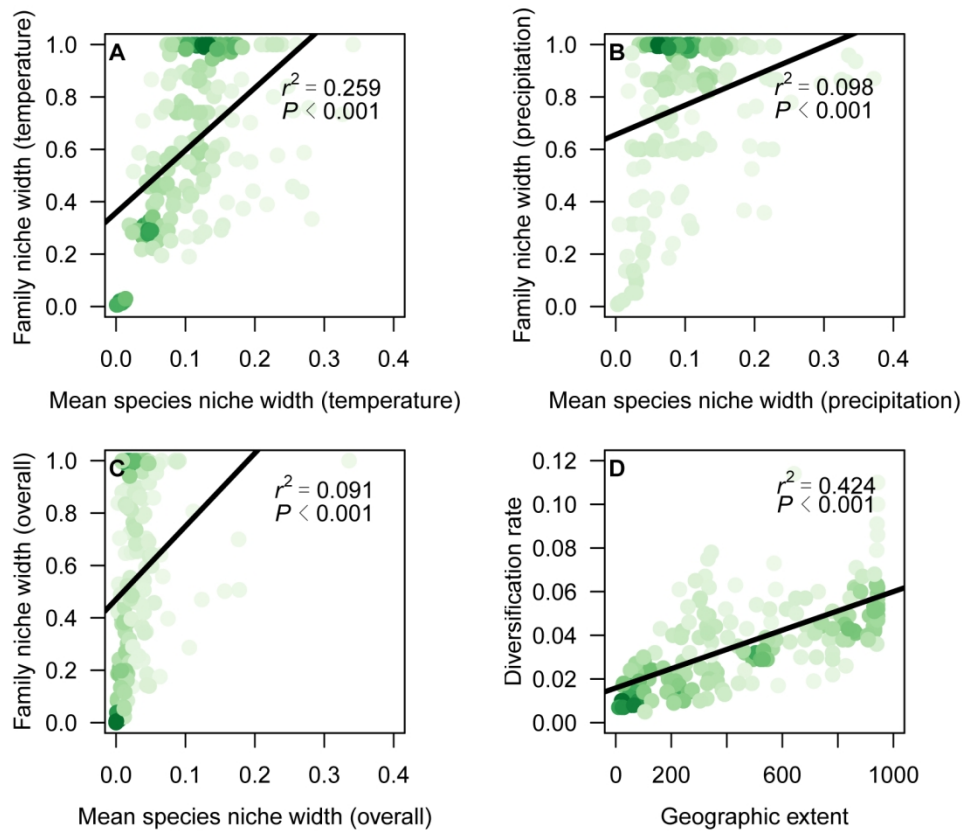 A
r² = 0.259
P < 0.001
Family niche width (temperature)
1.0
0.8
0.6
0.4
0.2
0.0
0.0 0.1 0.2 0.3 0.4
Mean species niche width (temperature)
B
r² = 0.098
P < 0.001
Family niche width (precipitation)
1.0
0.8
0.6
0.4
0.2
0.0
0.0 0.1 0.2 0.3 0.4
Mean species niche width (precipitation)
C
r² = 0.091
P < 0.001
Family niche width (overall)
1.0
0.8
0.6
0.4
0.2
0.0
0.0 0.1 0.2 0.3 0.4
Mean species niche width (overall)
D
r² = 0.424
P < 0.001
Diversification rate
0.12
0.10
0.08
0.06
0.04
0.02
0.00
0 200 600 1000
Geographic extent